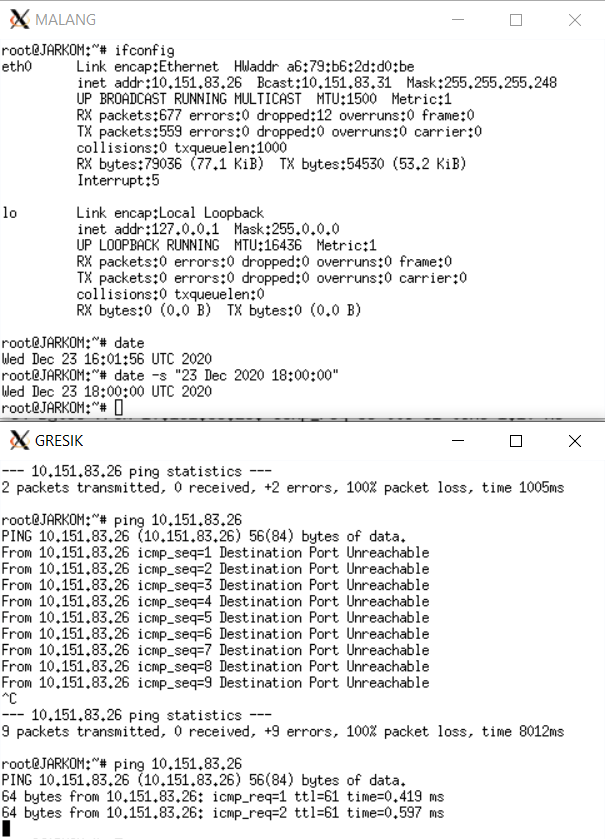 MALANG
root@JARKOM:~# ifconfig
eth0      Link encap:Ethernet  HWaddr a6:79:b6:2d:d0:be
          inet addr:10.151.83.26  Bcast:10.151.83.31  Mask:255.255.255.248
          UP BROADCAST RUNNING MULTICAST  MTU:1500  Metric:1
          RX packets:677 errors:0 dropped:12 overruns:0 frame:0
          TX packets:559 errors:0 dropped:0 overruns:0 carrier:0
          collisions:0 txqueuelen:1000
          RX bytes:79036 (77.1 KiB)  TX bytes:54530 (53.2 KiB)
          Interrupt:5
lo        Link encap:Local Loopback
          inet addr:127.0.0.1  Mask:255.0.0.0
          UP LOOPBACK RUNNING  MTU:16436  Metric:1
          RX packets:0 errors:0 dropped:0 overruns:0 frame:0
          TX packets:0 errors:0 dropped:0 overruns:0 carrier:0
          collisions:0 txqueuelen:0
          RX bytes:0 (0.0 B)  TX bytes:0 (0.0 B)
root@JARKOM:~# date
Wed Dec 23 16:01:56 UTC 2020
root@JARKOM:~# date -s "23 Dec 2020 18:00:00"
Wed Dec 23 18:00:00 UTC 2020
root@JARKOM:~#
GRESIK
--- 10.151.83.26 ping statistics ---
2 packets transmitted, 0 received, +2 errors, 100% packet loss, time 1005ms
root@JARKOM:~# ping 10.151.83.26
PING 10.151.83.26 (10.151.83.26) 56(84) bytes of data.
From 10.151.83.26 icmp_seq=1 Destination Port Unreachable
From 10.151.83.26 icmp_seq=2 Destination Port Unreachable
From 10.151.83.26 icmp_seq=3 Destination Port Unreachable
From 10.151.83.26 icmp_seq=4 Destination Port Unreachable
From 10.151.83.26 icmp_seq=5 Destination Port Unreachable
From 10.151.83.26 icmp_seq=6 Destination Port Unreachable
From 10.151.83.26 icmp_seq=7 Destination Port Unreachable
From 10.151.83.26 icmp_seq=8 Destination Port Unreachable
From 10.151.83.26 icmp_seq=9 Destination Port Unreachable
^C
--- 10.151.83.26 ping statistics ---
9 packets transmitted, 0 received, +9 errors, 100% packet loss, time 8012ms
root@JARKOM:~# ping 10.151.83.26
PING 10.151.83.26 (10.151.83.26) 56(84) bytes of data.
64 bytes from 10.151.83.26: icmp_req=1 ttl=61 time=0.419 ms
64 bytes from 10.151.83.26: icmp_req=2 ttl=61 time=0.597 ms